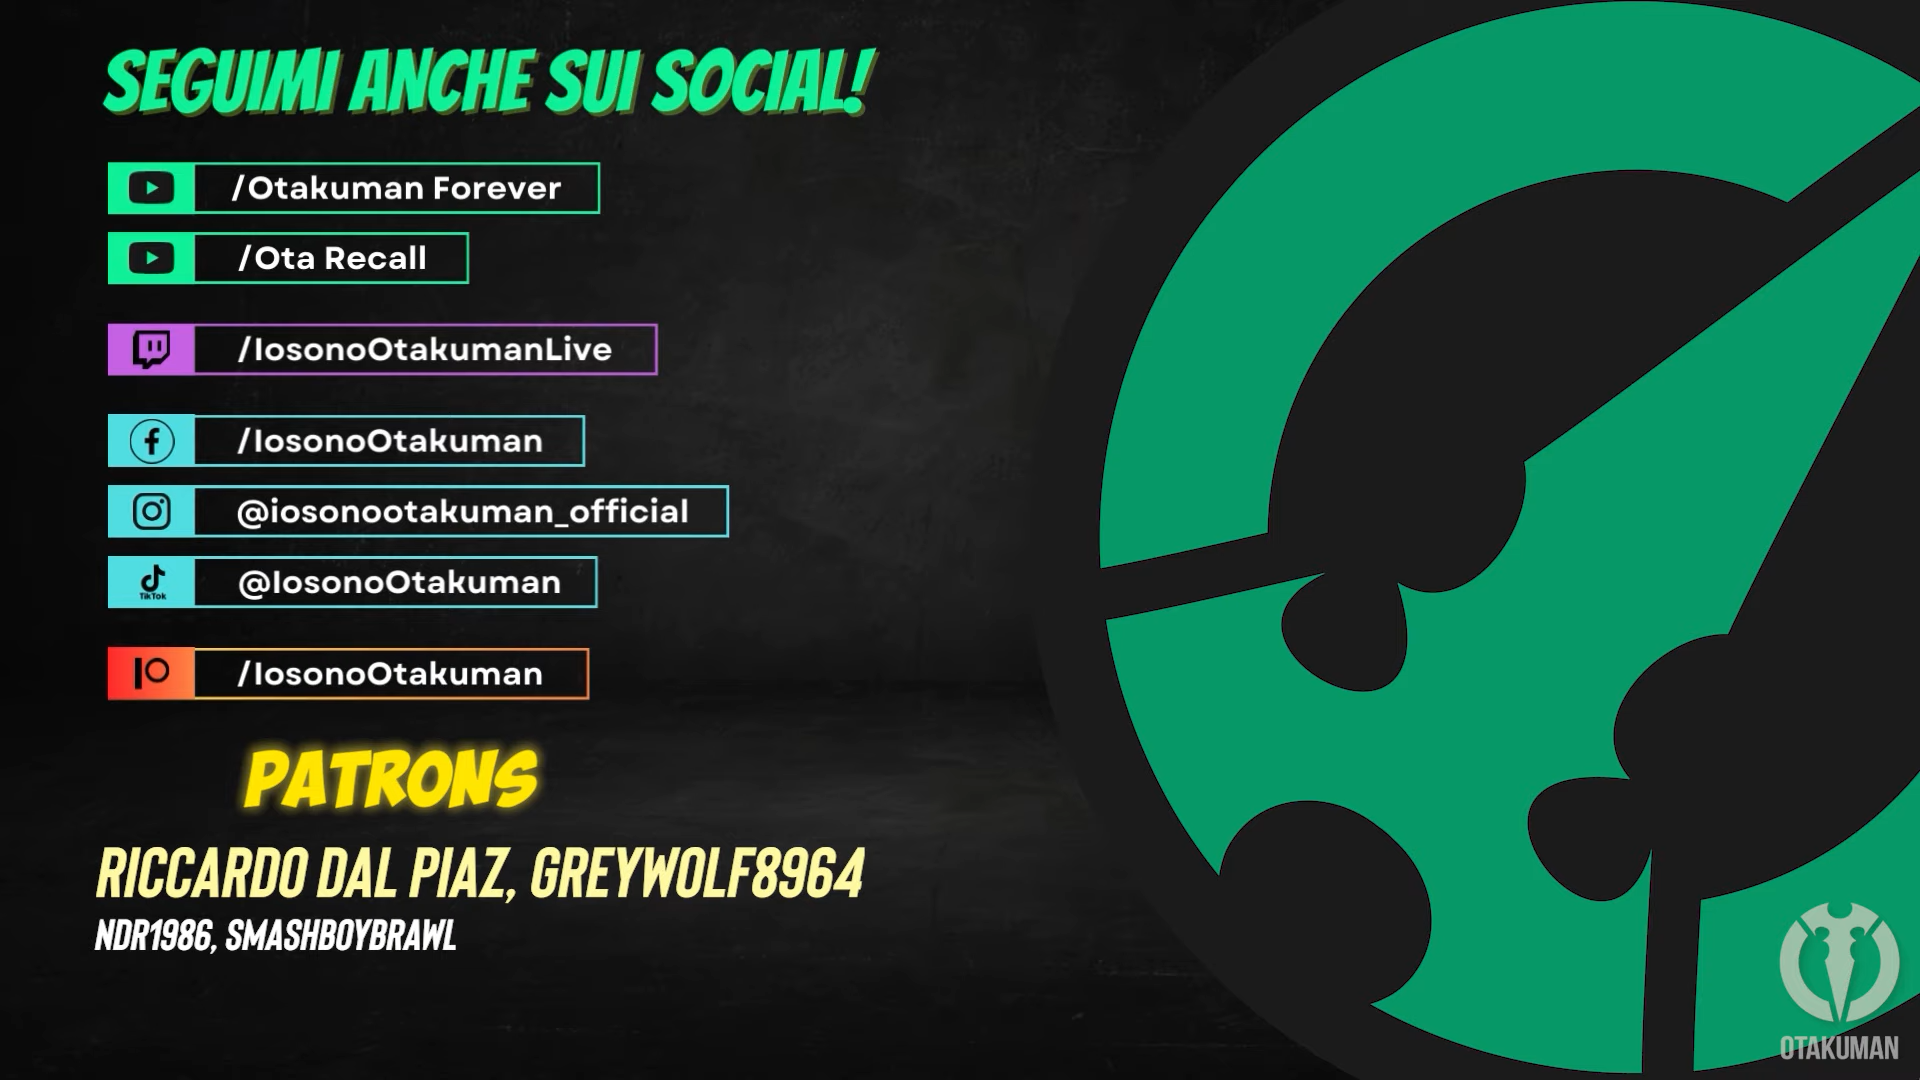 SEGUIMI ANCHE SUI SOCIAL!
/Otakuman Forever
/Ota Recall
/IosonoOtakumanLive
/IosonoOtakuman
@iosonootakuman_official
TikTok
@IosonoOtakuman
/IosonoOtakuman
PATRONS
RICCARDO DAL PIAZ, GREYWOLF8964
NDR1986, SMASHBOYBRAWL
OTAKUMAN